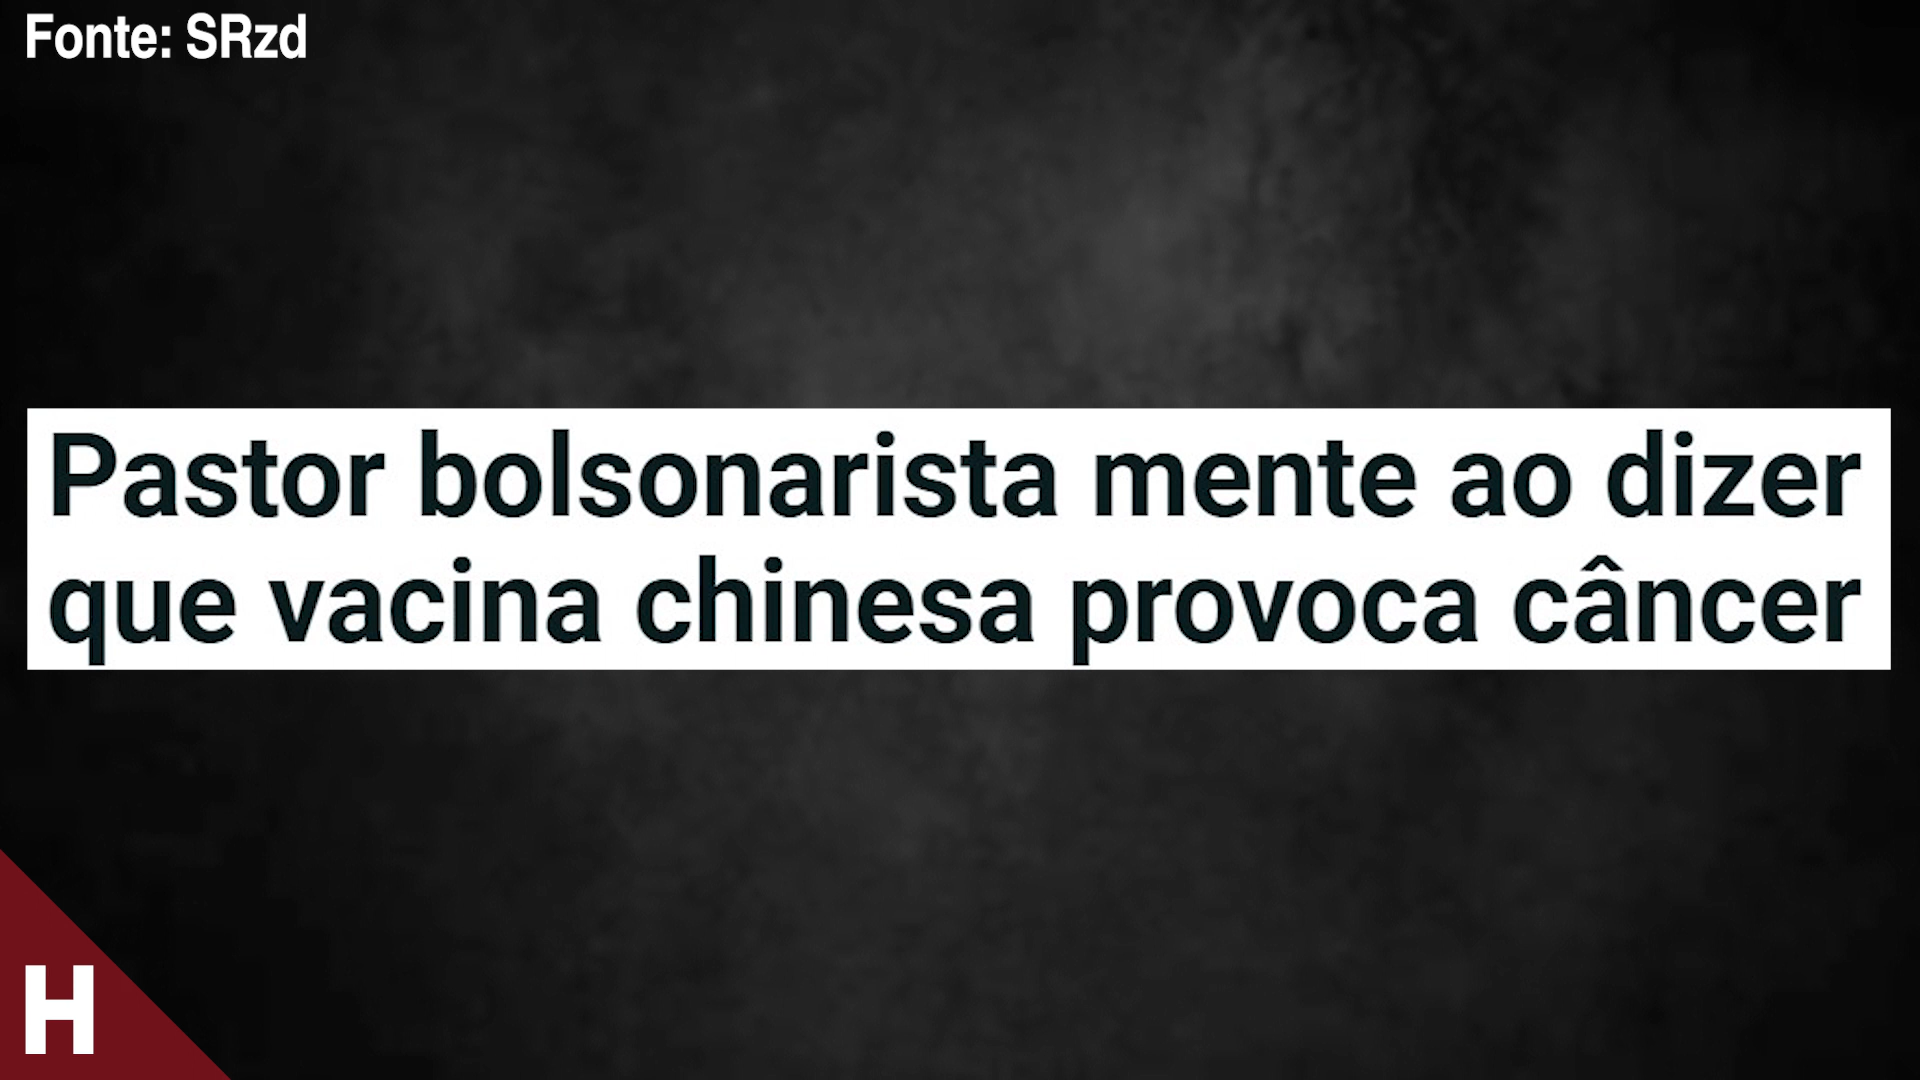 Fonte: SRzd
Pastor bolsonarista mente ao dizer
que vacina chinesa provoca câncer
H